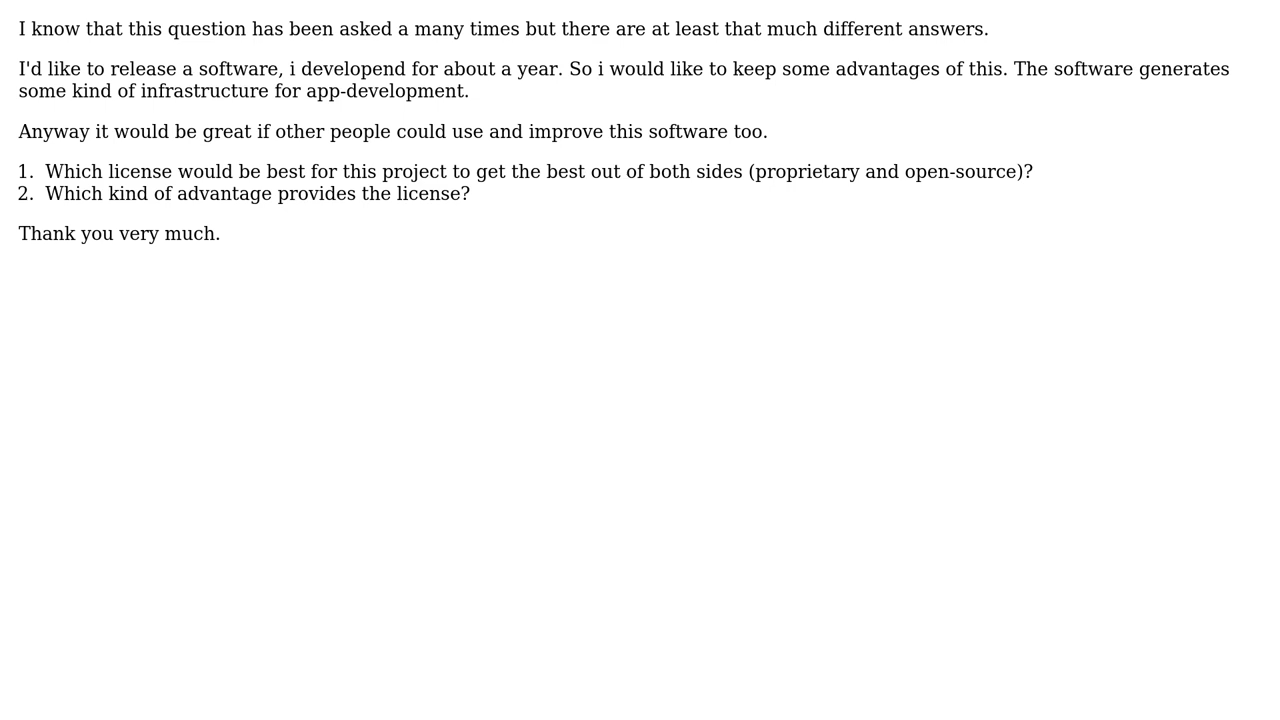 I know that this question has been asked a many times but there are at least that much different answers.
I'd like to release a software, i developend for about a year. So i would like to keep some advantages of this. The software generates
some kind of infrastructure for app-development.
Anyway it would be great if other people could use and improve this software too.
1. Which license would be best for this project to get the best out of both sides (proprietary and open-source)?
2. Which kind of advantage provides the license?
Thank you very much.